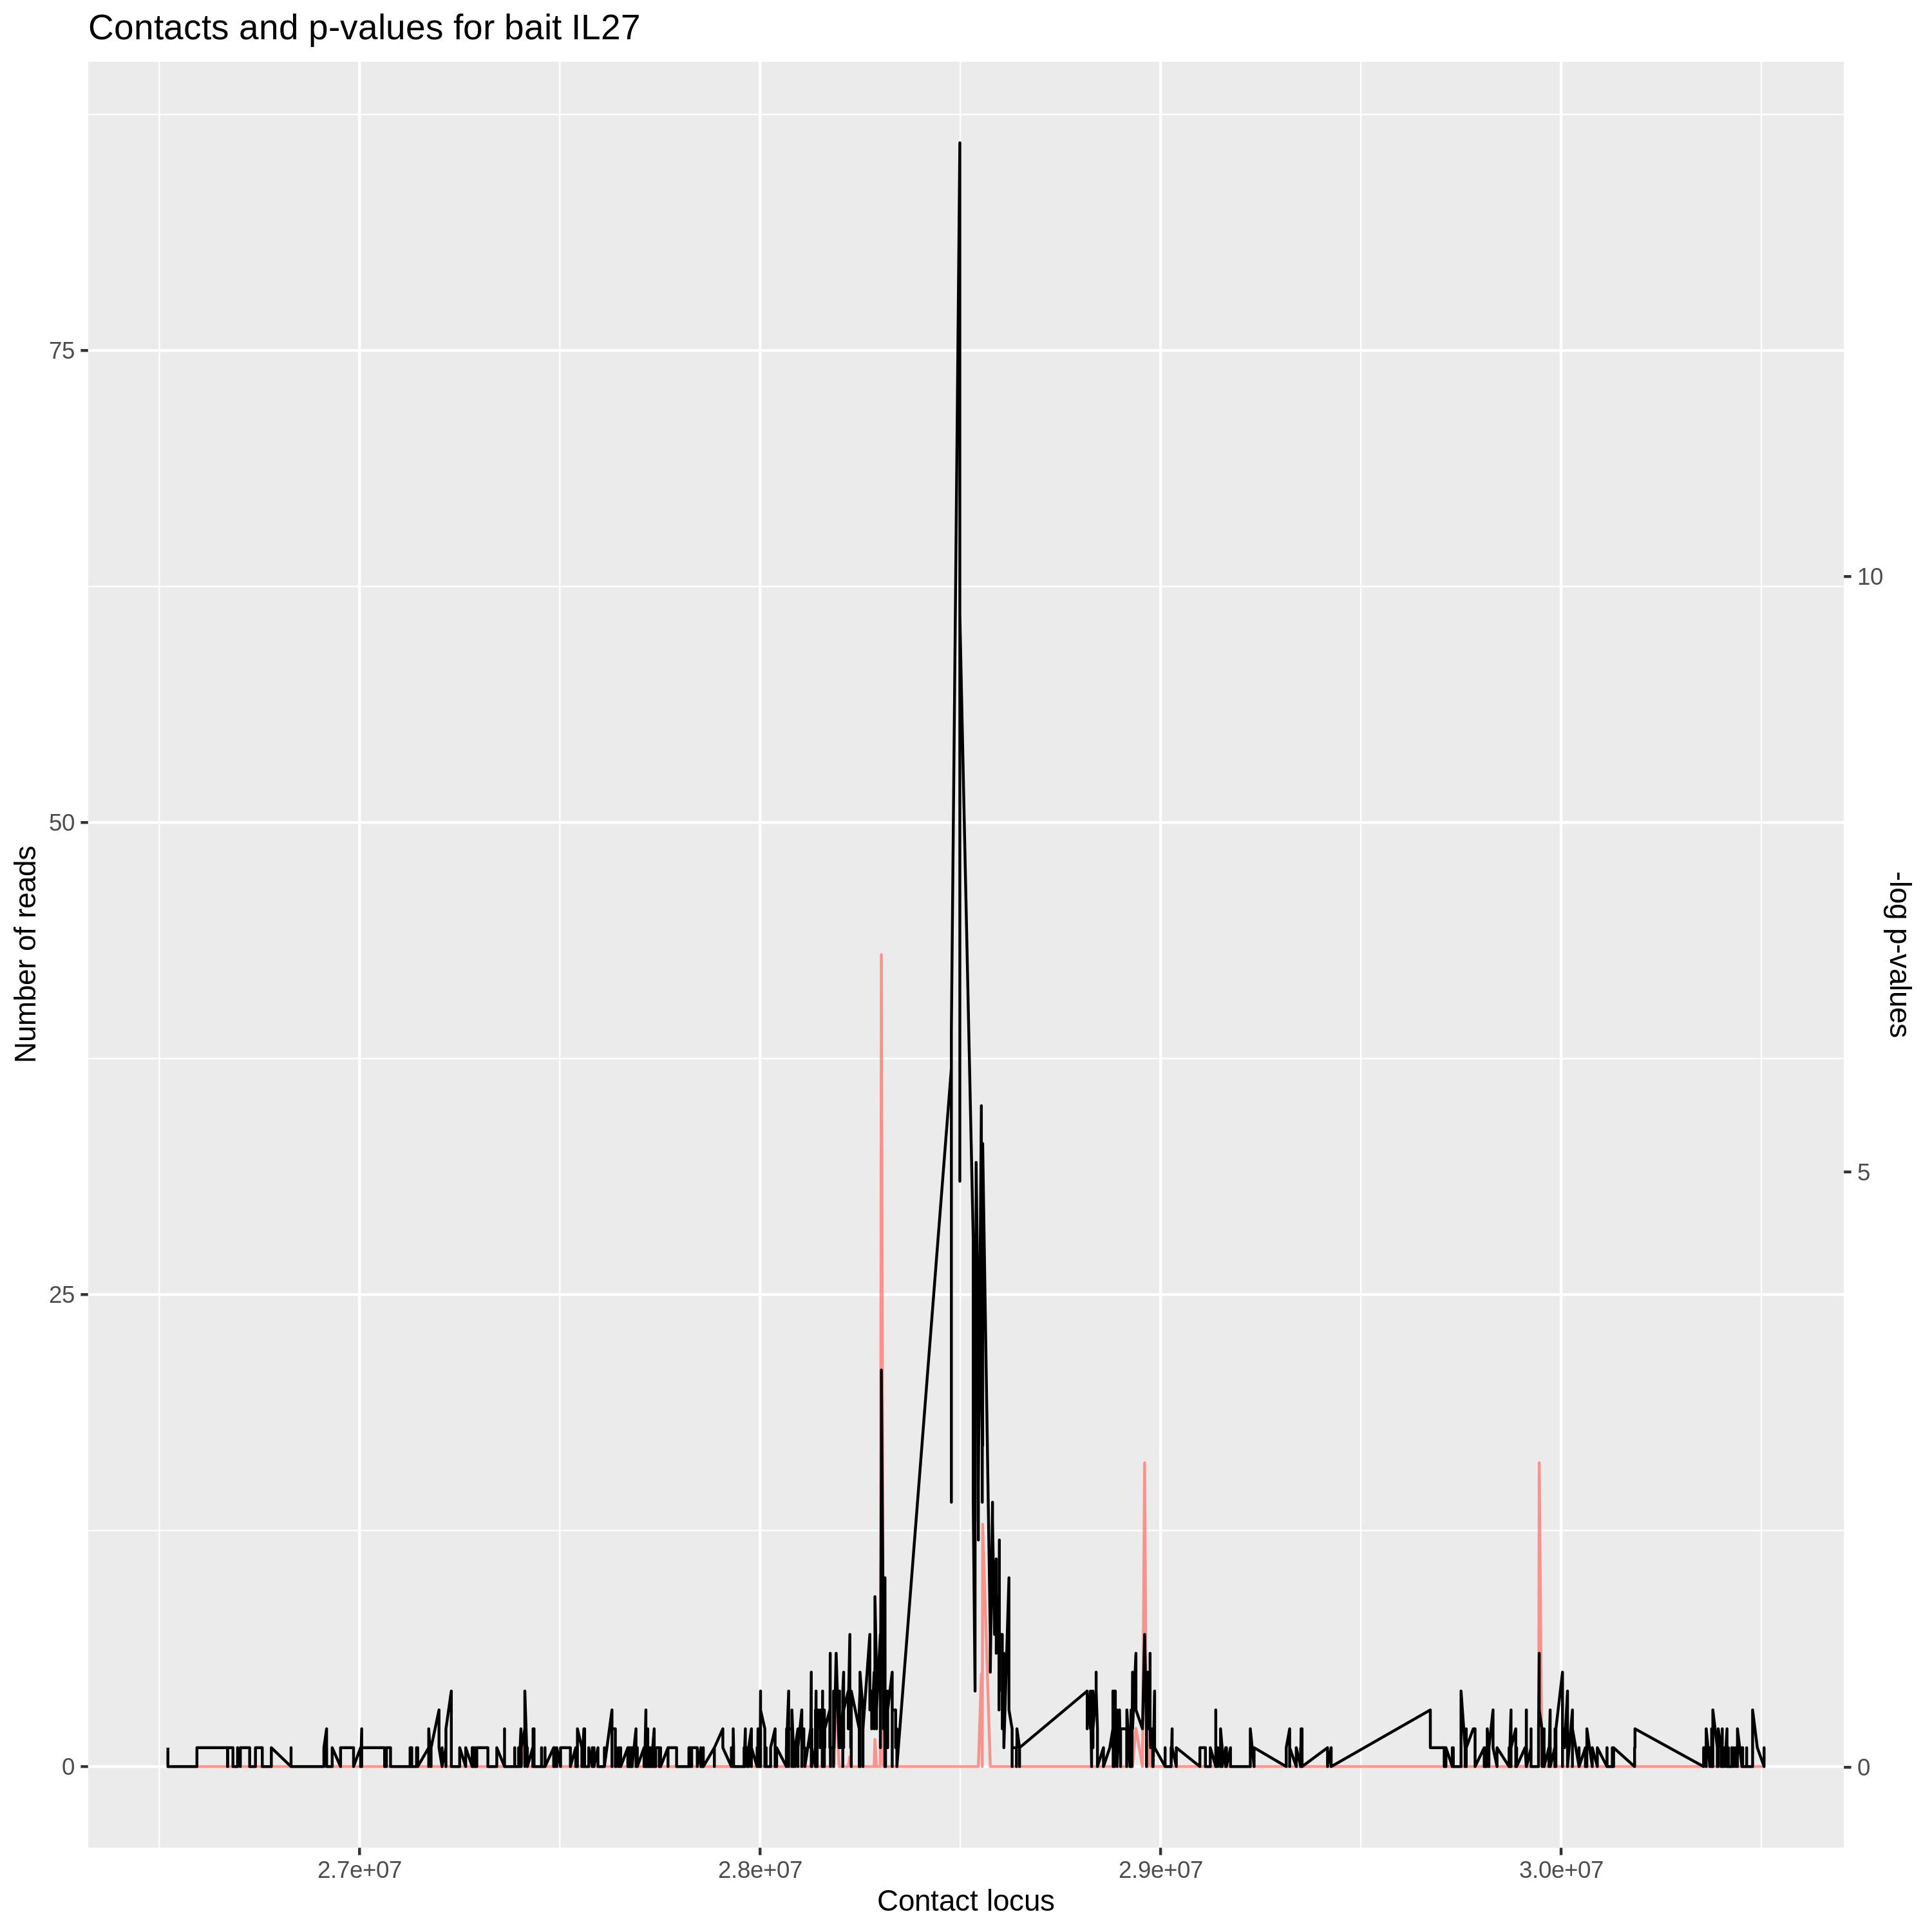 Contacts and p-values for bait IL27
Number of reads
75
50
25
0
10
5
0
-log p-values
2.7e+07 2.8e+07 2.9e+07 3.0e+07
Contact locus